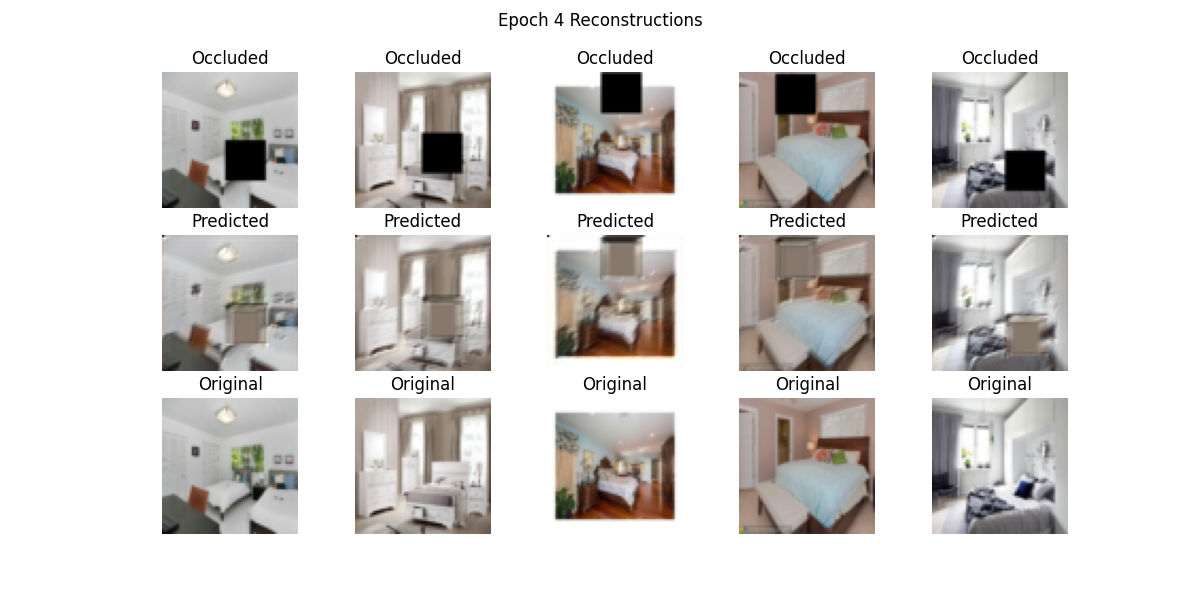 Epoch 4 Reconstructions
Occluded Occluded Occluded Occluded Occluded
Predicted Predicted Predicted Predicted Predicted
Original Original Original Original Original